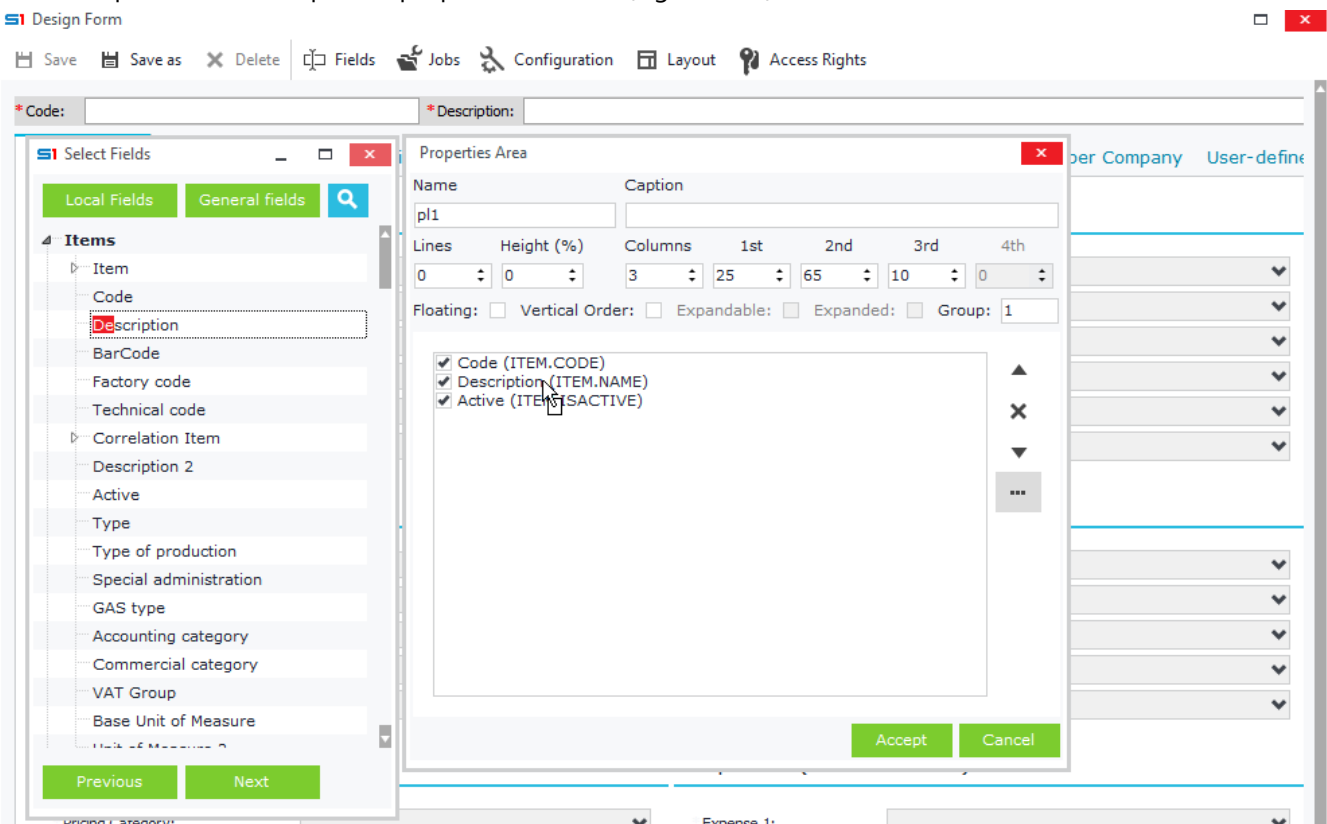 S1 Design Form
Save Save as Delete Fields Jobs Configuration Layout Access Rights
*Code: *Description:
S1 Select Fields
Local Fields General fields
Items
Item
Code
Description
BarCode
Factory code
Technical code
Correlation Item
Description 2
Active
Type
Type of production
Special administration
GAS type
Accounting category
Commercial category
VAT Group
Base Unit of Measure
Previous Next
Properties Area
Name Caption
pl1
Lines Height (%) Columns 1st 2nd 3rd 4th
0 0 3 25 65 10 0
Floating: Vertical Order: Expandable: Expanded: Group: 1
Code (ITEM.CODE)
Description (ITEM.NAME)
Active (ITEM.ISACTIVE)
Accept Cancel
Company User-define
Pricing Category: Expense 1: